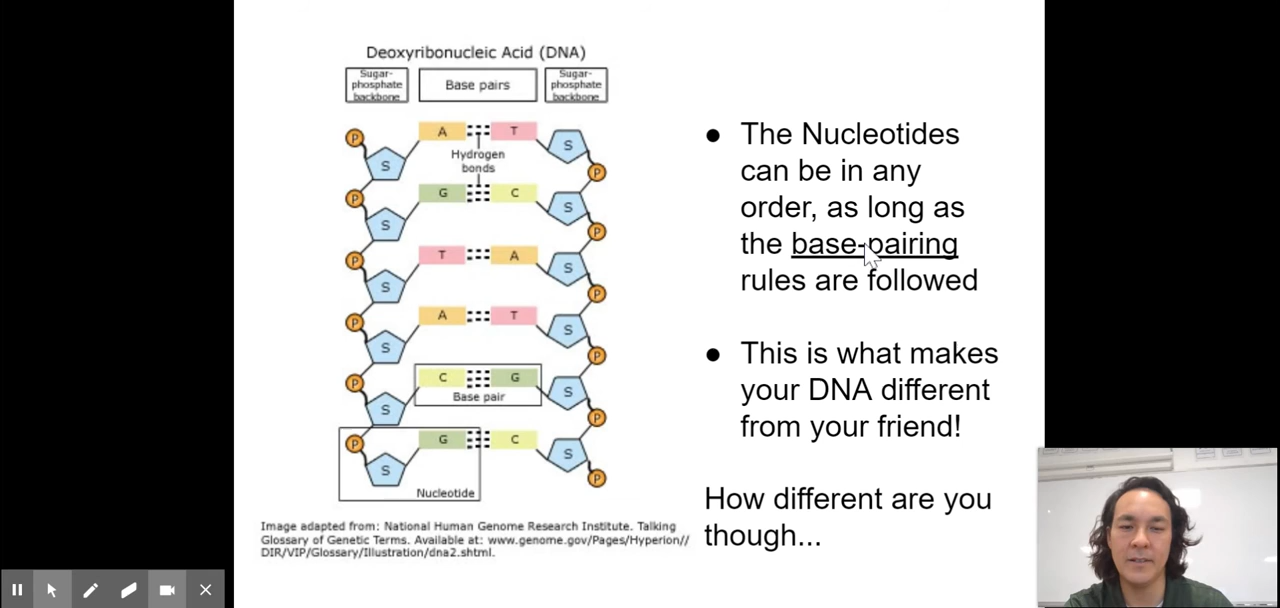 Deoxyribonucleic Acid (DNA)
Sugar-
phosphate
backbone
Base pairs
Sugar-
phosphate
backbone
P
S
A
T
S
P
Hydrogen
bonds
P
S
G
C
S
P
P
S
T
A
S
P
P
S
A
T
S
P
P
S
C
G
S
P
Base pair
P
S
G
C
S
P
Nucleotide
Image adapted from: National Human Genome Research Institute. Talking
Glossary of Genetic Terms. Available at: www.genome.gov/Pages/Hyperion//
DIR/VIP/Glossary/Illustration/dna2.shtml.
● The Nucleotides
can be in any
order, as long as
the base-pairing
rules are followed
● This is what makes
your DNA different
from your friend!
How different are you
though...